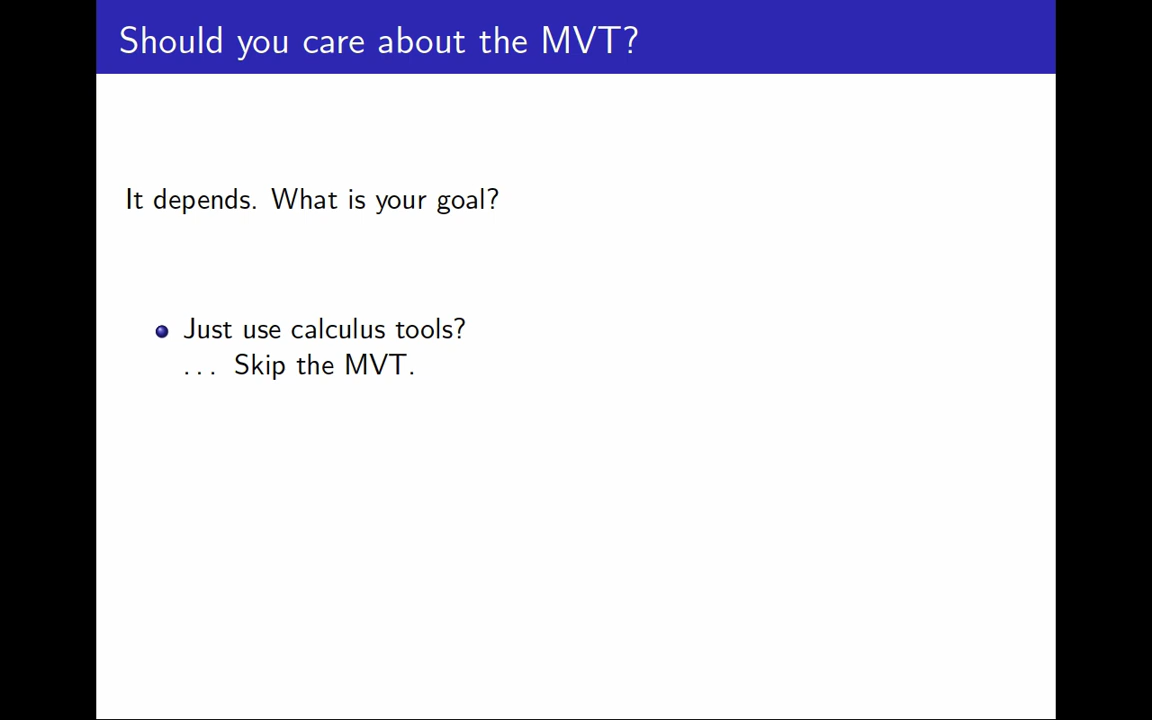 Should you care about the MVT?
It depends. What is your goal?
Just use calculus tools?
... Skip the MVT.